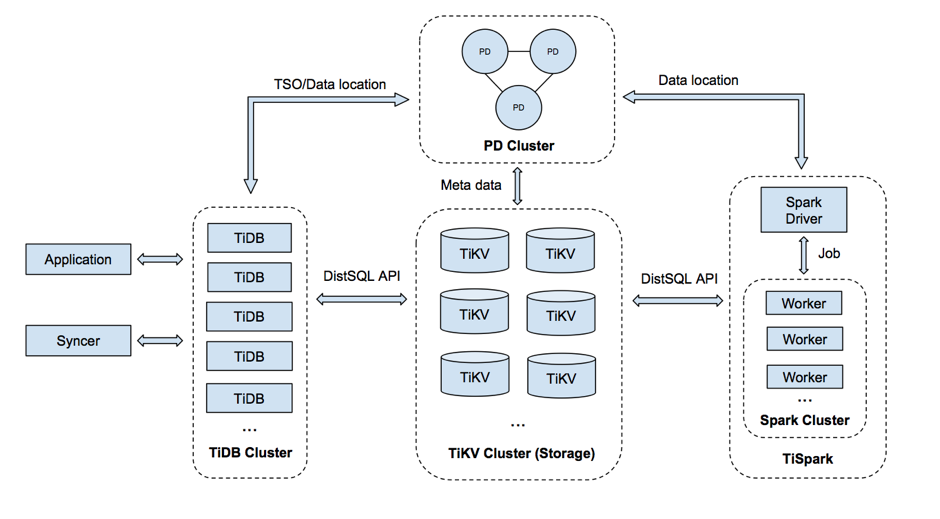 PD
PD
PD
PD Cluster
TSO/Data location
Data location
Meta data
Application
Syncer
TiDB
TiDB
TiDB
TiDB
TiDB
...
TiDB Cluster
DistSQL API
TiKV
TiKV
TiKV
TiKV
TiKV
TiKV
...
TiKV Cluster (Storage)
DistSQL API
Spark
Driver
Job
Worker
Worker
Worker
...
Spark Cluster
TiSpark